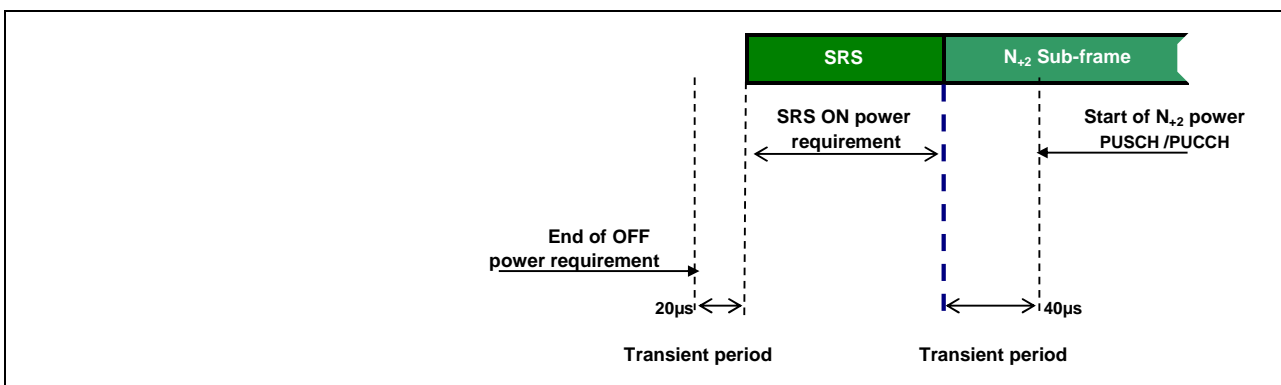 SRS
N+2 Sub-frame
SRS ON power
requirement
Start of N+2 power
PUSCH /PUCCH
End of OFF
power requirement
20µs
40µs
Transient period
Transient period